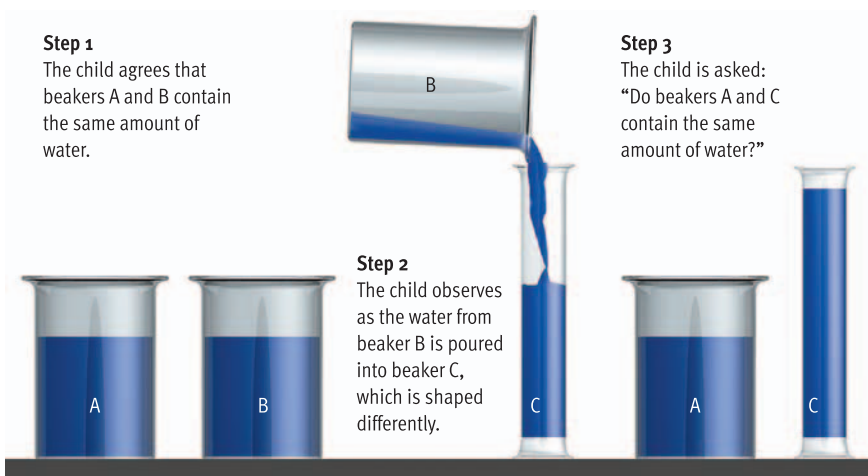 Step 1
The child agrees that
beakers A and B contain
the same amount of
water.
A
B
B
Step 2
The child observes
as the water from
beaker B is poured
into beaker C,
which is shaped
differently.
C
Step 3
The child is asked:
“Do beakers A and C
contain the same
amount of water?”
A
C